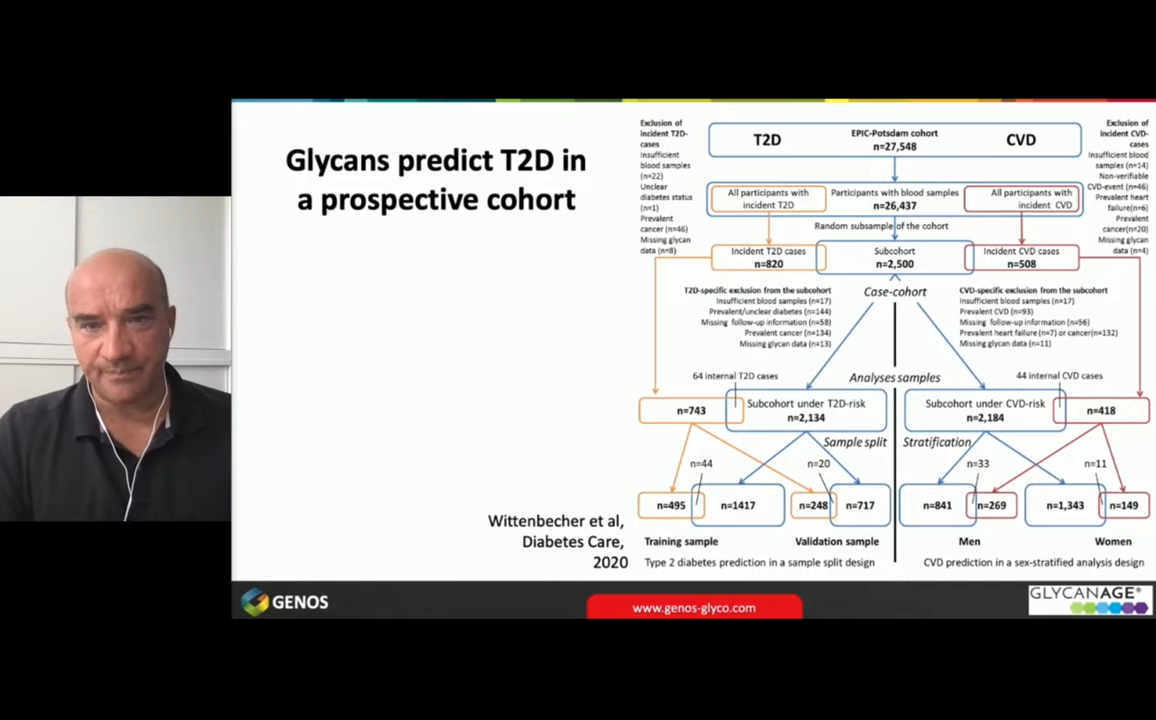 Glycans predict T2D in
a prospective cohort
Wittenbecher et al,
Diabetes Care,
2020
Exclusion of
incident T2D-
cases
Insufficient
blood samples
(n=22)
Unclear
diabetes status
(n=1)
Prevalent
cancer (n=46)
Missing glycan
data (n=8)
T2D
EPIC-Potsdam cohort
n=27,548
CVD
Exclusion of
incident CVD-
cases
Insufficient blood
samples (n=14)
Non-verifiable
CVD-event (n=46)
Prevalent heart
failure(n=6)
Prevalent
cancer(n=20)
Missing glycan
data (n=4)
All participants with
incident T2D
Participants with blood samples
n=26,437
All participants with
incident CVD
Random subsample of the cohort
Incident T2D cases
n=820
Subcohort
n=2,500
Incident CVD cases
n=508
T2D-specific exclusion from the subcohort
Insufficient blood samples (n=17)
Prevalent/unclear diabetes (n=144)
Missing follow-up information (n=58)
Prevalent cancer (n=134)
Missing glycan data (n=13)
Case-cohort
CVD-specific exclusion from the subcohort
Insufficient blood samples (n=17)
Prevalent CVD (n=93)
Missing follow-up information (n=56)
Prevalent heart failure (n=7) or cancer(n=132)
Missing glycan data (n=11)
64 internal T2D cases
Analyses samples
44 internal CVD cases
n=743
Subcohort under T2D-risk
n=2,134
Subcohort under CVD-risk
n=2,184
n=418
Sample split
Stratification
n=44
n=20
n=33
n=11
n=495
n=1417
n=248
n=717
n=841
n=269
n=1,343
n=149
Training sample
Validation sample
Men
Women
Type 2 diabetes prediction in a sample split design
CVD prediction in a sex-stratified analysis design
GENOS
www.genos-glyco.com
GLYCANAGE®